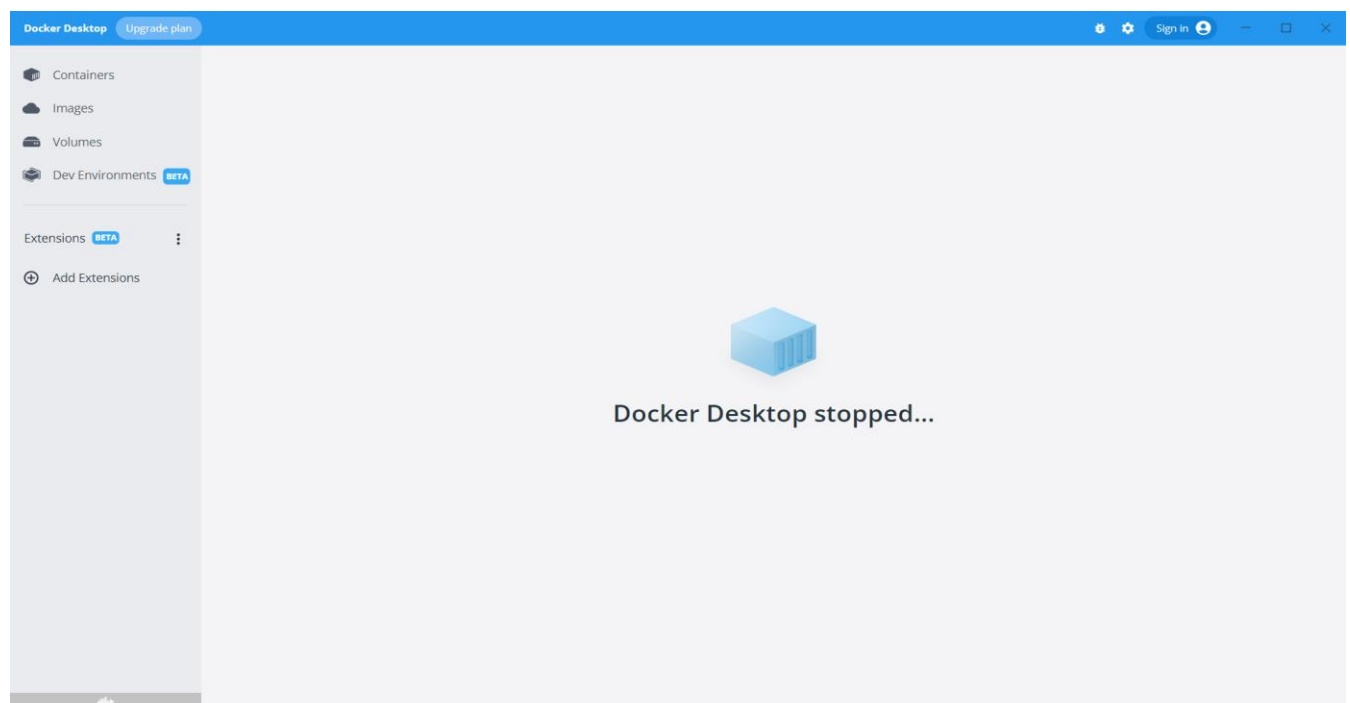 Docker Desktop Upgrade plan Sign in
Containers
Images
Volumes
Dev Environments BETA
Extensions BETA
Add Extensions
Docker Desktop stopped...